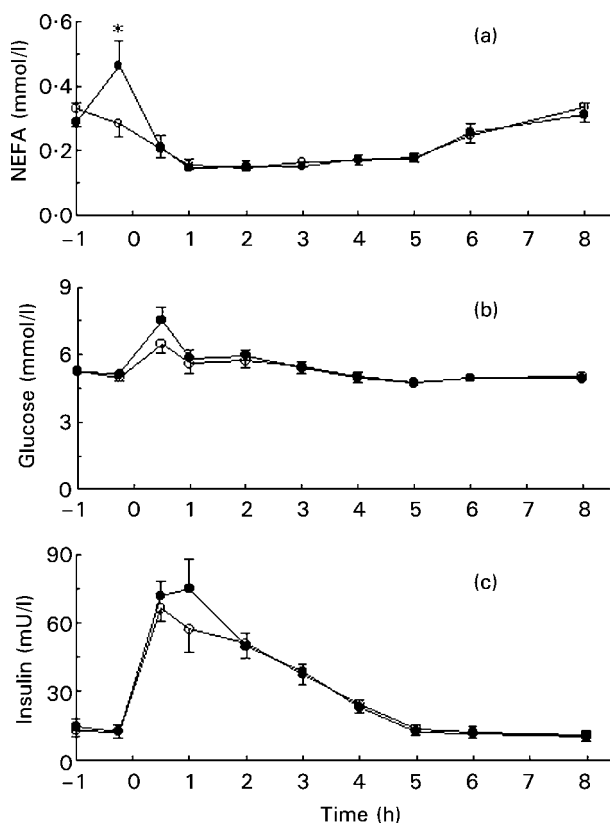 0·6
*
(a)
0·4
NEFA (mmol/l)
0·2
0·0
−1 0 1 2 3 4 5 6 7 8
9
(b)
6
Glucose (mmol/l)
3
0
−1 0 1 2 3 4 5 6 7 8
90
(c)
60
Insulin (mU/l)
30
0
−1 0 1 2 3 4 5 6 7 8
Time (h)